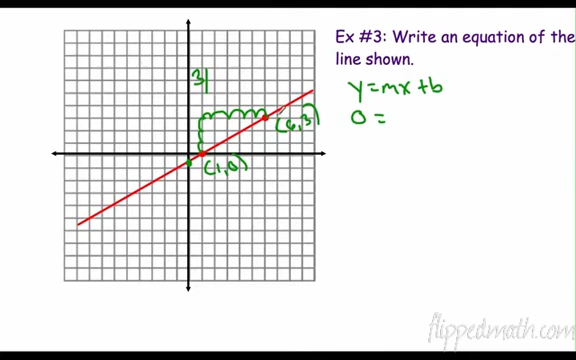 Ex #3: Write an equation of the
line shown.
y = mx + b
0 =
3
(6,3)
(1,0)
flippedmath.com